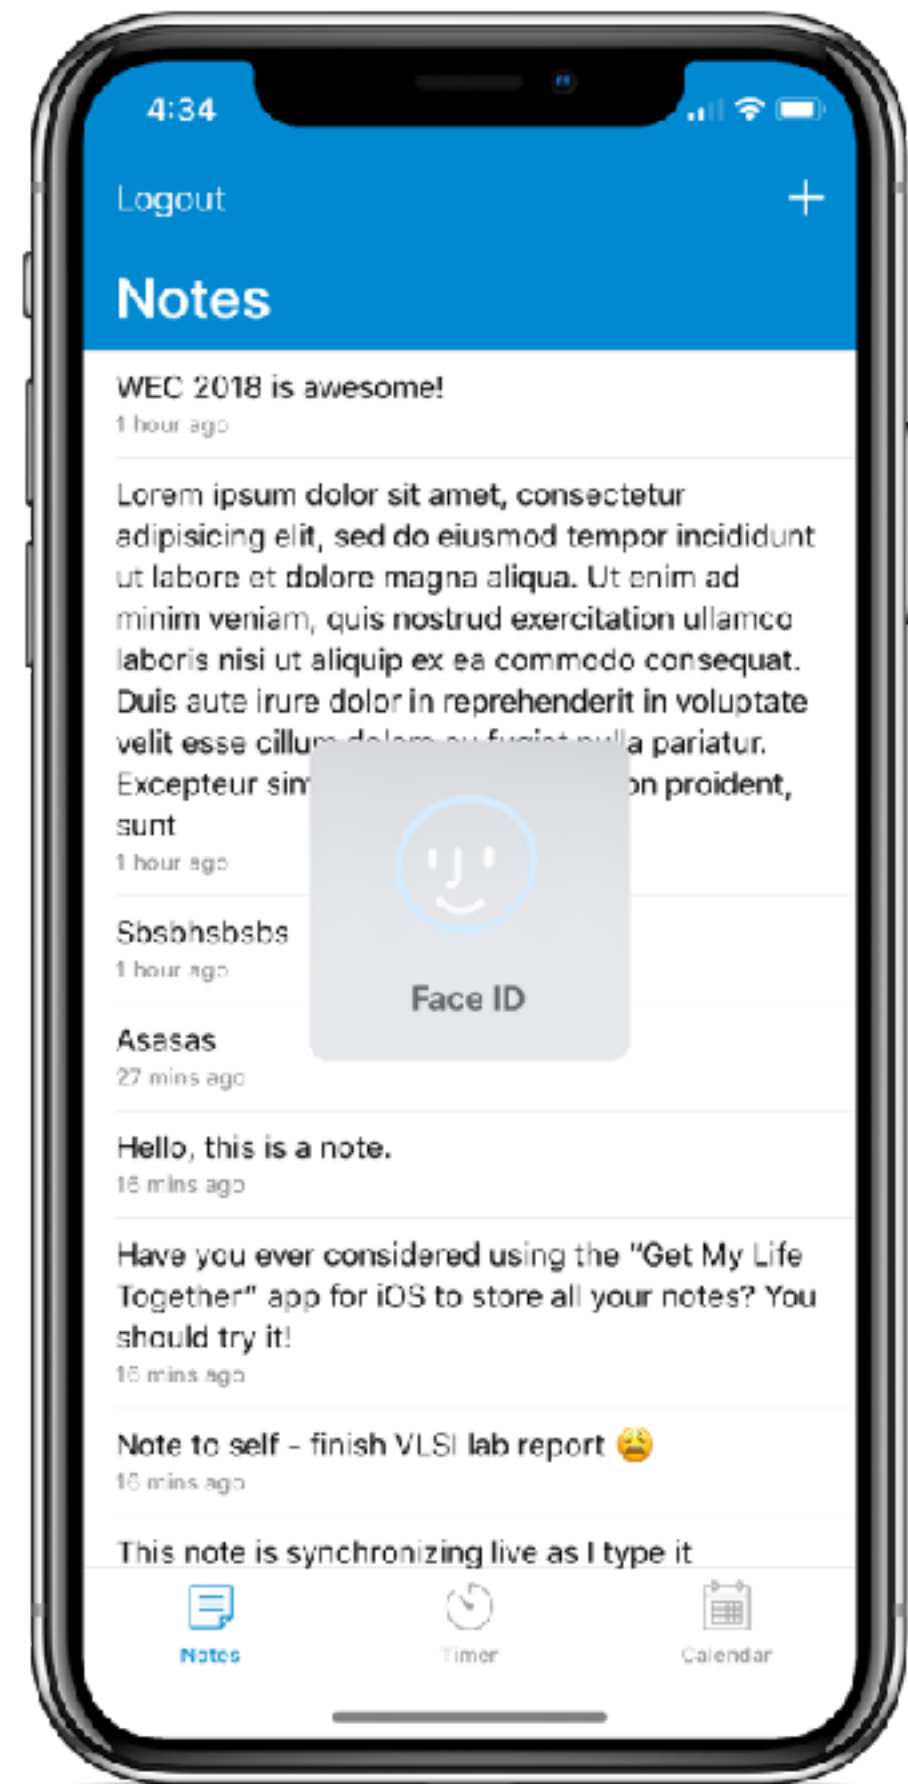 4:34
Logout
Notes
WEC 2018 is awesome!
1 hour ago
Lorem ipsum dolor sit amet, consectetur
adipisicing elit, sed do eiusmod tempor incididunt
ut labore et dolore magna aliqua. Ut enim ad
minim veniam, quis nostrud exercitation ullamco
laboris nisi ut aliquip ex ea commodo consequat.
Duis aute irure dolor in reprehenderit in voluptate
velit esse pariatur.
Excepteur proident,
sunt
1 hour ago
Sbsbhsbsbs
1 hour ago
Face ID
Asasas
27 mins ago
Hello, this is a note.
16 mins ago
Have you ever considered using the "Get My Life
Together" app for iOS to store all your notes? You
should try it!
16 mins ago
Note to self - finish VLSI lab report 😩
16 mins ago
This note is synchronizing live as I type it
Notes
Timer
Calendar